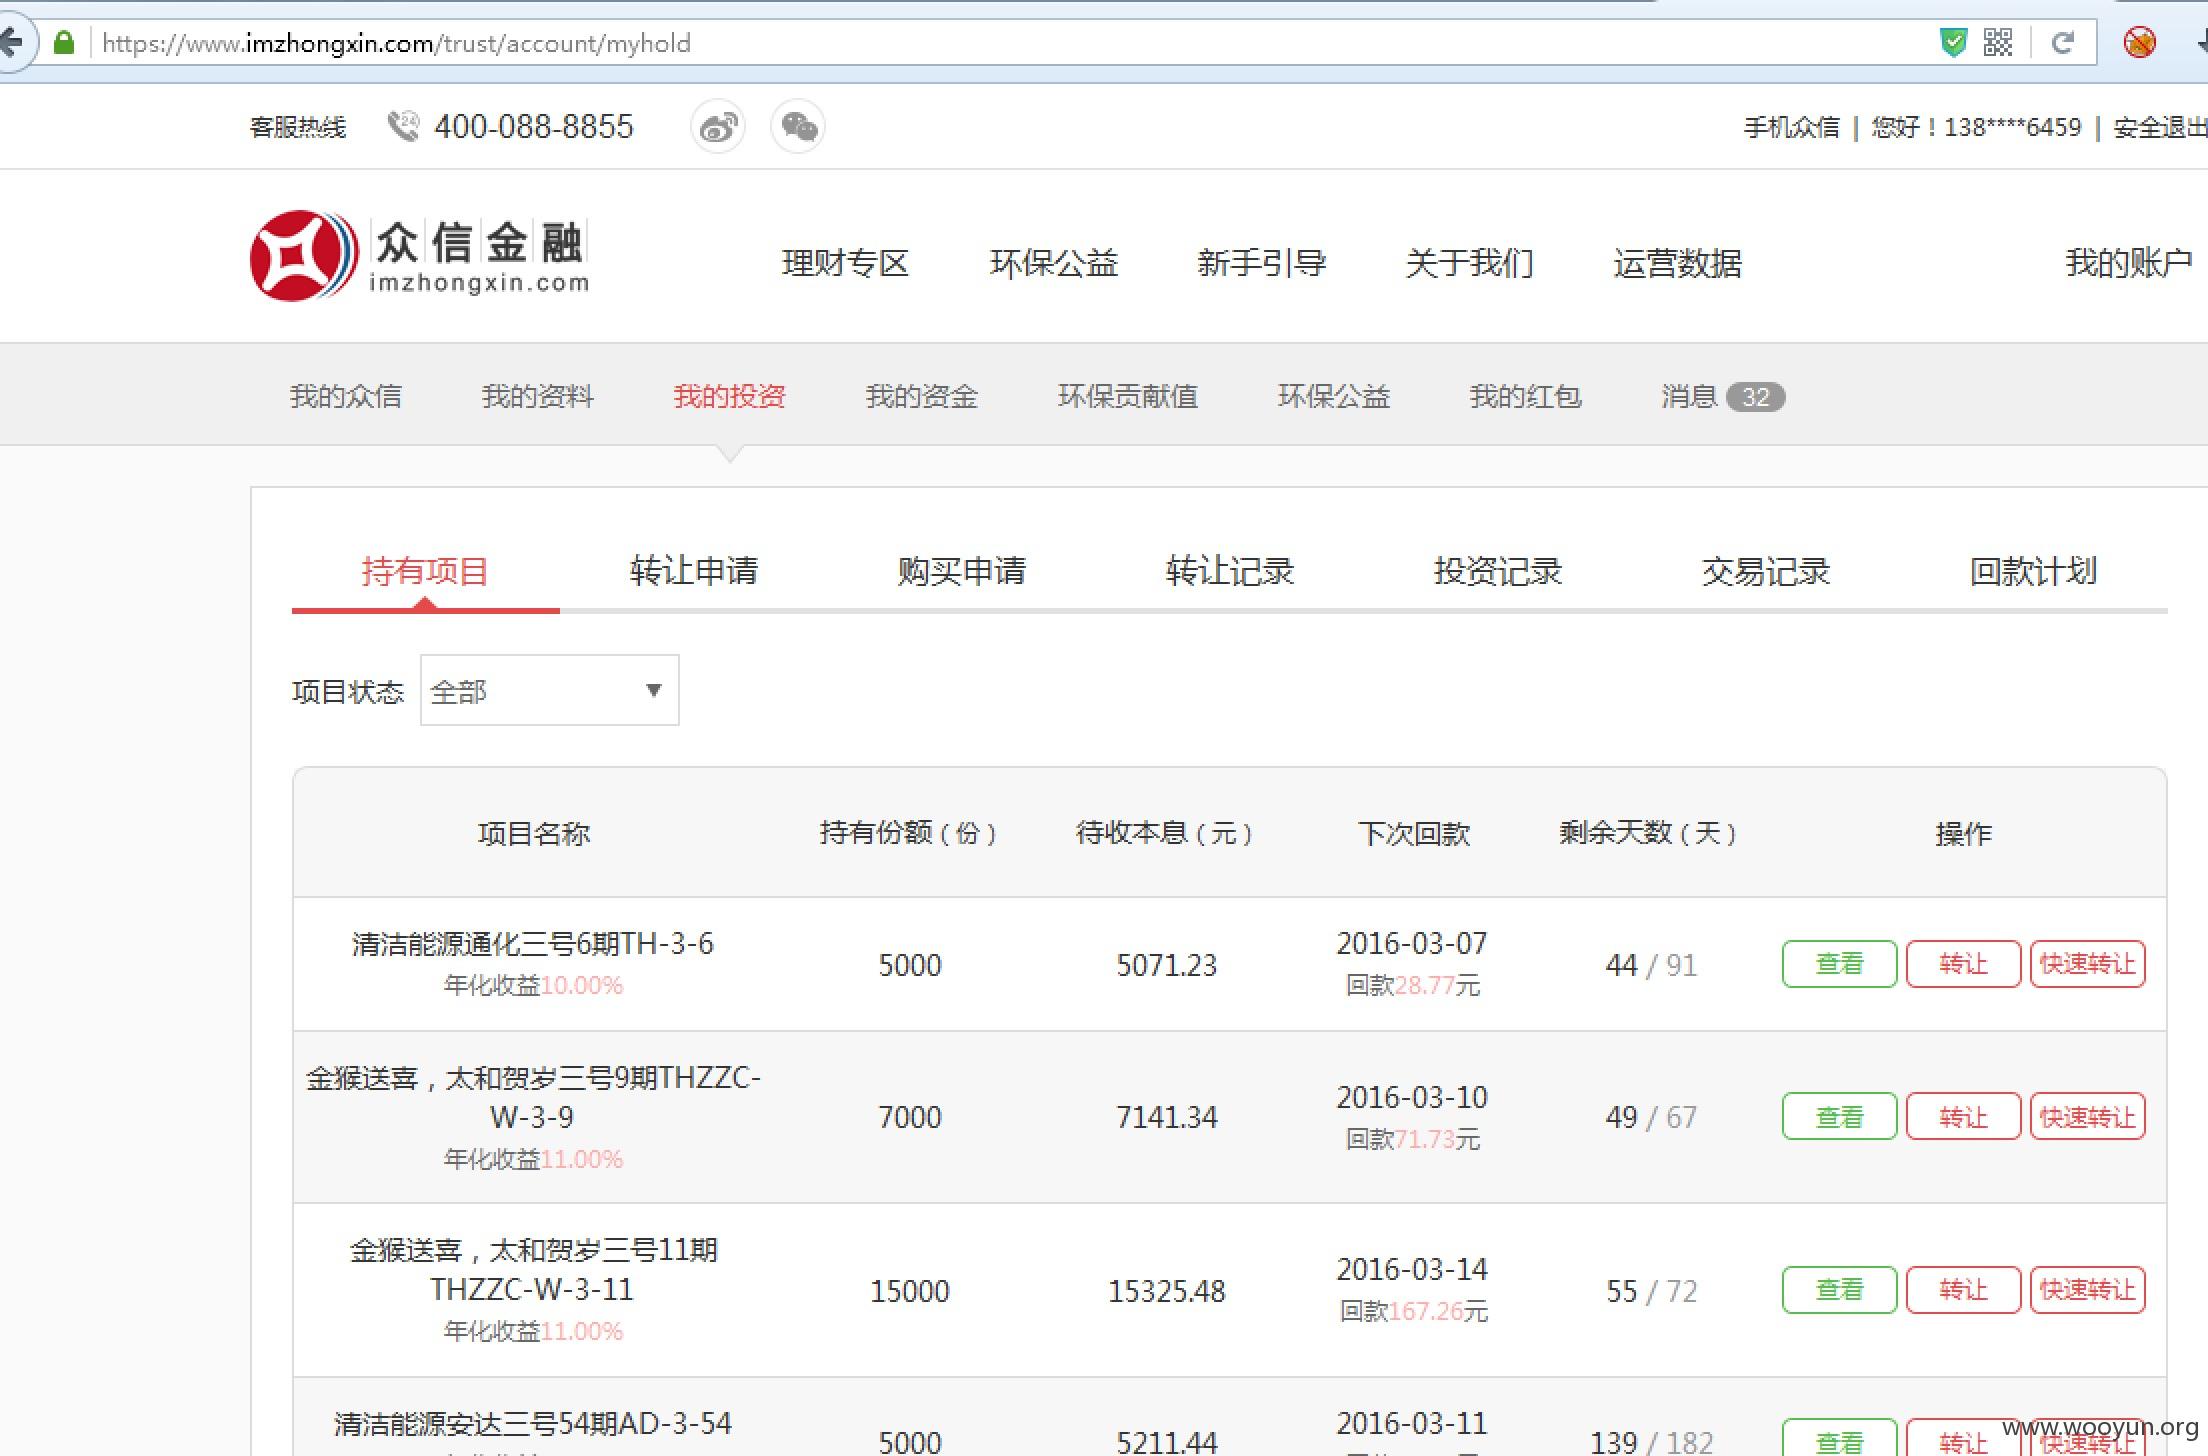 https://www.imzhongxin.com/trust/account/myhold
客服热线 24 400-088-8855 手机众信 | 您好！138****6459 | 安全退出
众信金融
imzhongxin.com
理财专区 环保公益 新手引导 关于我们 运营数据 我的账户
我的众信 我的资料 我的投资 我的资金 环保贡献值 环保公益 我的红包 消息 32
持有项目 转让申请 购买申请 转让记录 投资记录 交易记录 回款计划
项目状态 全部
项目名称 持有份额（份） 待收本息（元） 下次回款 剩余天数（天） 操作
清洁能源通化三号6期TH-3-6
年化收益10.00%
5000 5071.23
2016-03-07
回款28.77元
44 / 91 查看 转让 快速转让
金猴送喜，太和贺岁三号9期THZZC-
W-3-9
年化收益11.00%
7000 7141.34
2016-03-10
回款71.73元
49 / 67 查看 转让 快速转让
金猴送喜，太和贺岁三号11期
THZZC-W-3-11
年化收益11.00%
15000 15325.48
2016-03-14
回款167.26元
55 / 72 查看 转让 快速转让
清洁能源安达三号54期AD-3-54
5000 5211.44
2016-03-11
139 / 182 查看 转让 快速转让
www.wooyun.org